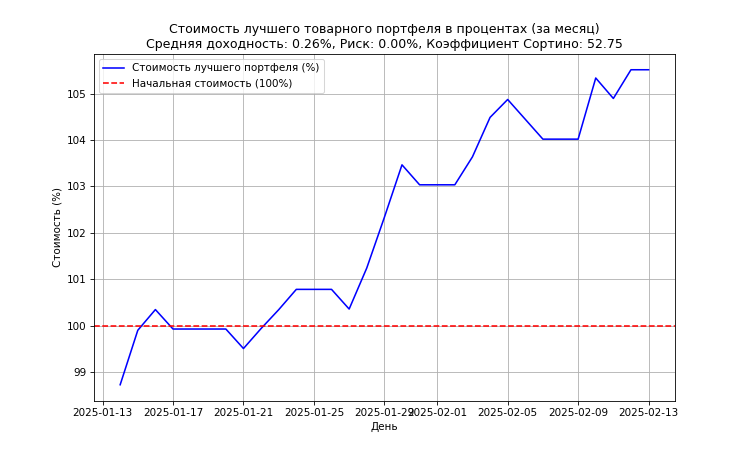 Стоимость лучшего товарного портфеля в процентах (за месяц)
Средняя доходность: 0.26%, Риск: 0.00%, Коэффициент Сортино: 52.75
Стоимость лучшего портфеля (%)
Начальная стоимость (100%)
Стоимость (%)
105
104
103
102
101
100
99
2025-01-13
2025-01-17
2025-01-21
2025-01-25
2025-01-29
2025-02-01
2025-02-05
2025-02-09
2025-02-13
День